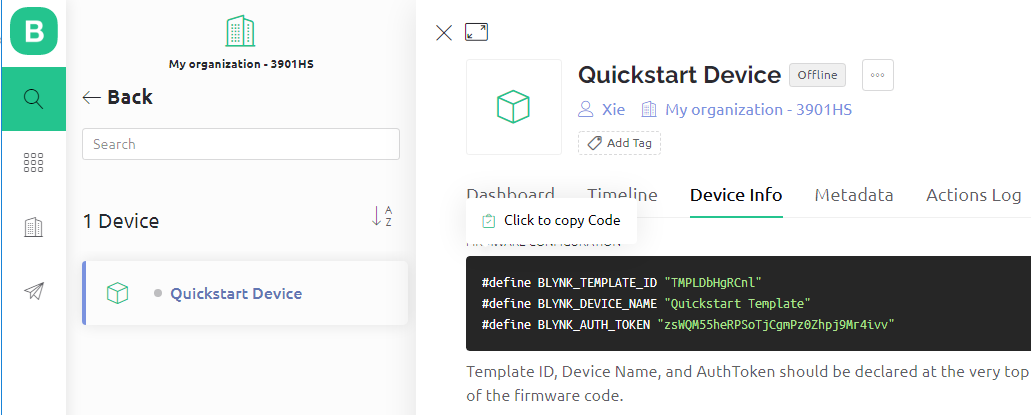 B
My organization - 3901HS
Back
Search
1 Device
A
Z
Quickstart Device
Quickstart Device Offline
Xie My organization - 3901HS
Add Tag
Dashboard Timeline Device Info Metadata Actions Log
Click to copy Code
#define BLYNK_TEMPLATE_ID "TMPLDbHgRCnl"
#define BLYNK_DEVICE_NAME "Quickstart Template"
#define BLYNK_AUTH_TOKEN "zsWQM55heRPSoTjCgmPz0Zhpj9Mr4ivv"
Template ID, Device Name, and AuthToken should be declared at the very top
of the firmware code.